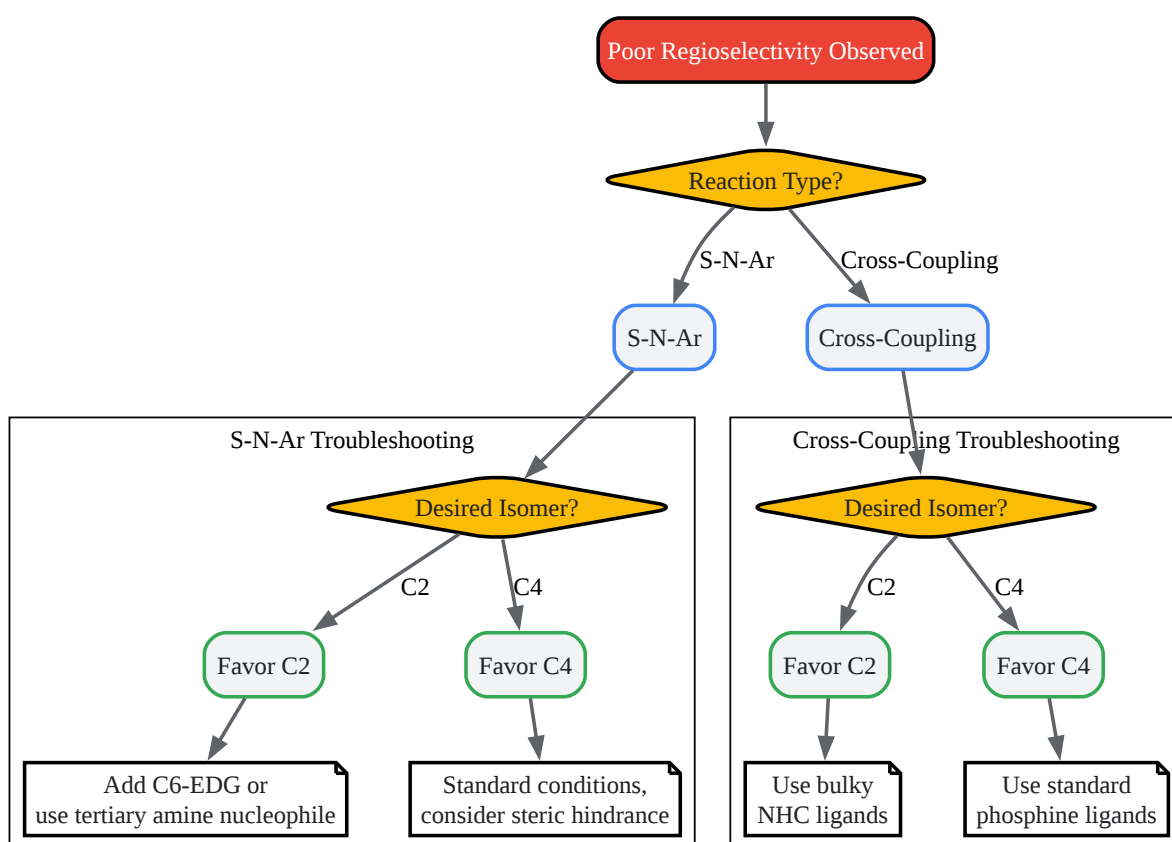 Poor Regioselectivity Observed
Reaction Type?
S-N-Ar
Cross-Coupling
S-N-Ar
Cross-Coupling
S-N-Ar Troubleshooting
Cross-Coupling Troubleshooting
Desired Isomer?
Desired Isomer?
C2
C4
C2
C4
Favor C2
Favor C4
Favor C2
Favor C4
Add C6-EDG or
use tertiary amine nucleophile
Standard conditions,
consider steric hindrance
Use bulky
NHC ligands
Use standard
phosphine ligands